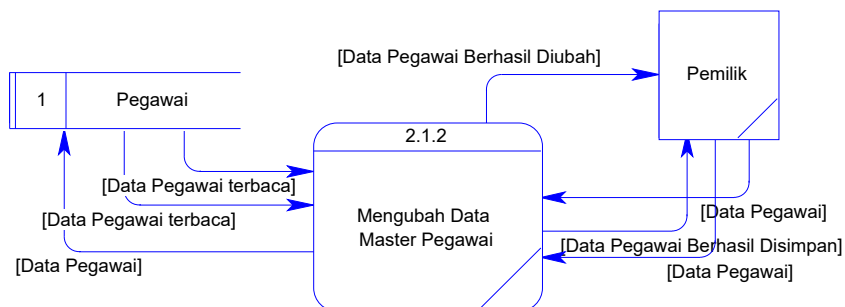 [Data Pegawai Berhasil Diubah]
Pemilik
1
Pegawai
2.1.2
[Data Pegawai terbaca]
[Data Pegawai terbaca]
Mengubah Data
Master Pegawai
[Data Pegawai]
[Data Pegawai Berhasil Disimpan]
[Data Pegawai]
[Data Pegawai]